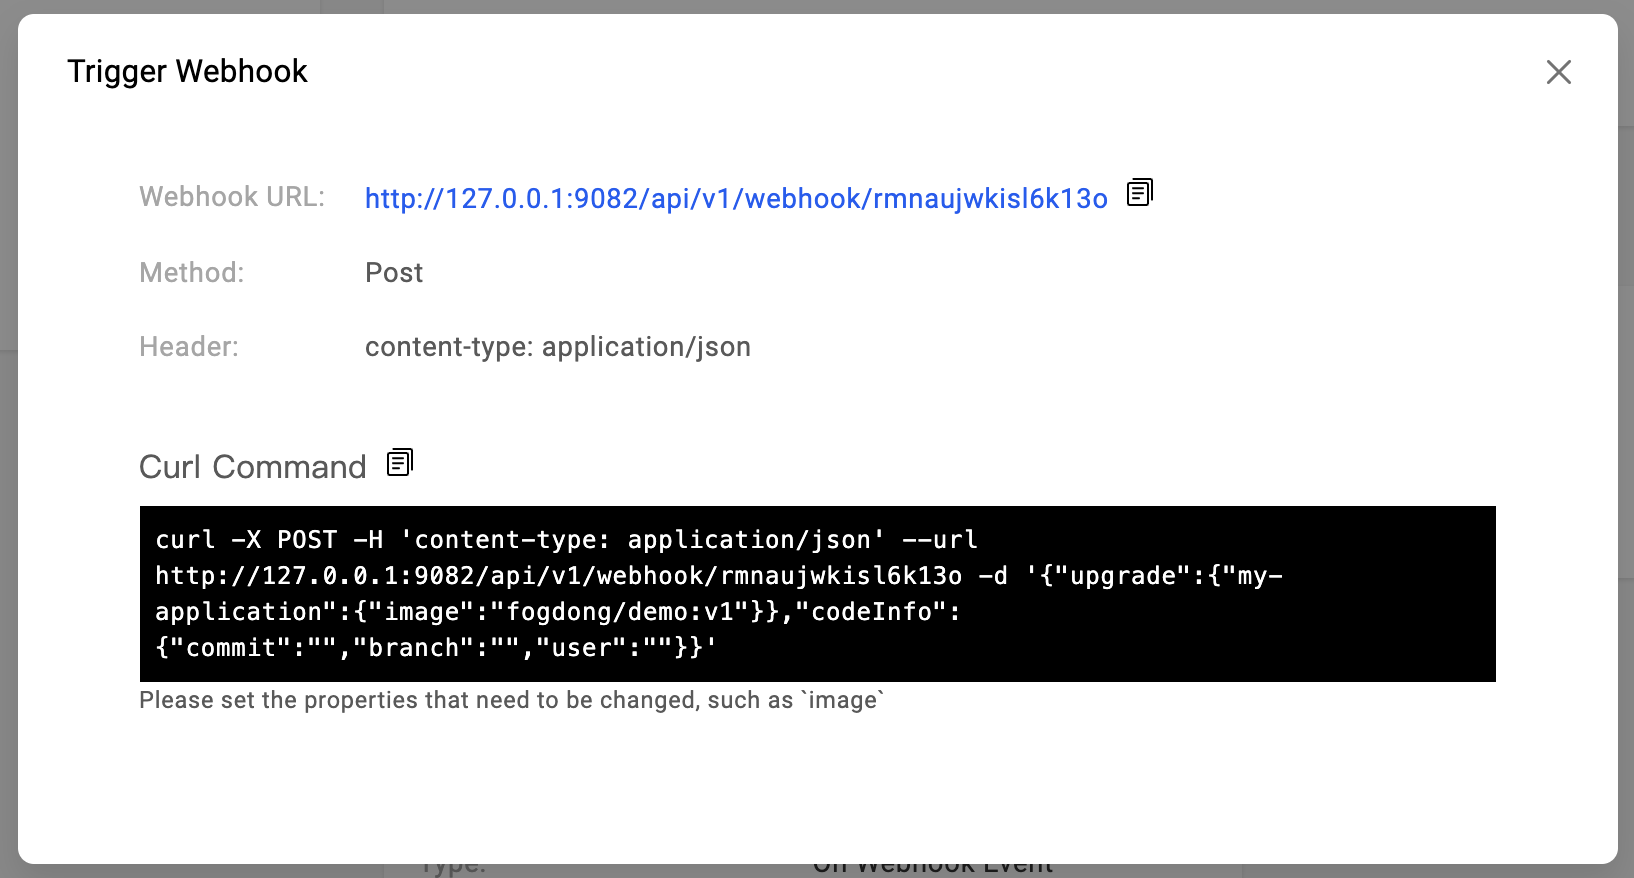 Trigger Webhook
Webhook URL: http://127.0.0.1:9082/api/v1/webhook/rmnaujwkisl6k13o
Method: Post
Header: content-type: application/json
Curl Command
curl -X POST -H 'content-type: application/json' --url
http://127.0.0.1:9082/api/v1/webhook/rmnaujwkisl6k13o -d '{"upgrade":{"my-
application":{"image":"fogdong/demo:v1"}},"codeInfo":
{"commit":"","branch":"","user":""}}'
Please set the properties that need to be changed, such as `image`
Type: On Webhook Event